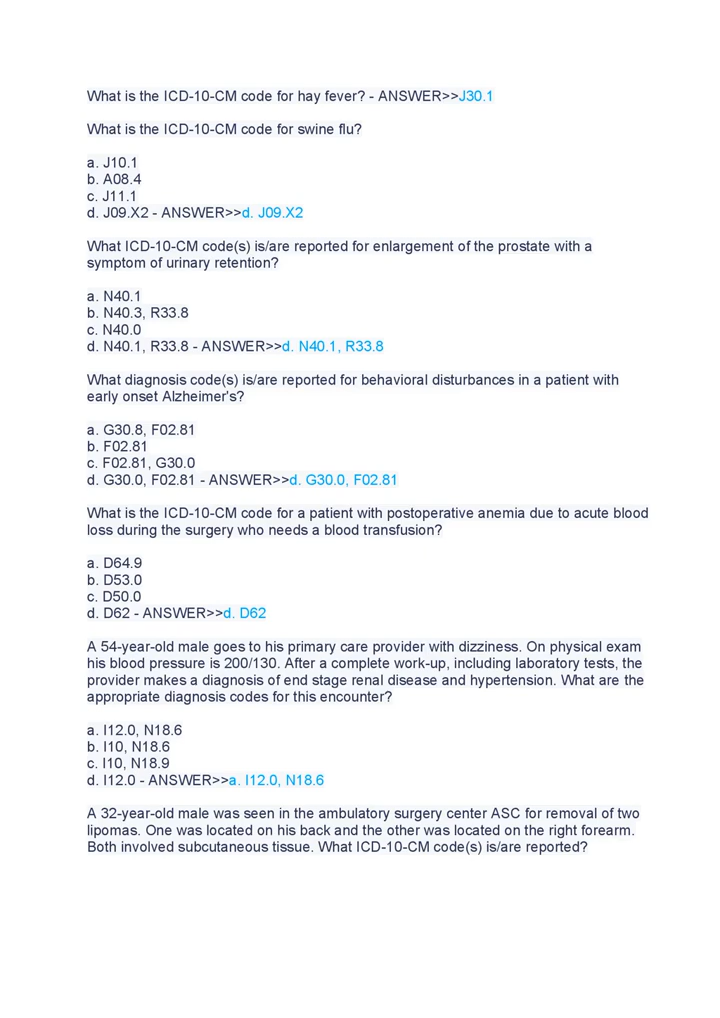 What is the ICD-10-CM code for hay fever? - ANSWER>>J30.1
What is the ICD-10-CM code for swine flu?
a. J10.1
b. A08.4
c. J11.1
d. J09.X2 - ANSWER>>d. J09.X2
What ICD-10-CM code(s) is/are reported for enlargement of the prostate with a
symptom of urinary retention?
a. N40.1
b. N40.3, R33.8
c. N40.0
d. N40.1, R33.8 - ANSWER>>d. N40.1, R33.8
What diagnosis code(s) is/are reported for behavioral disturbances in a patient with
early onset Alzheimer's?
a. G30.8, F02.81
b. F02.81
c. F02.81, G30.0
d. G30.0, F02.81 - ANSWER>>d. G30.0, F02.81
What is the ICD-10-CM code for a patient with postoperative anemia due to acute blood
loss during the surgery who needs a blood transfusion?
a. D64.9
b. D53.0
c. D50.0
d. D62 - ANSWER>>d. D62
A 54-year-old male goes to his primary care provider with dizziness. On physical exam
his blood pressure is 200/130. After a complete work-up, including laboratory tests, the
provider makes a diagnosis of end stage renal disease and hypertension. What are the
appropriate diagnosis codes for this encounter?
a. I12.0, N18.6
b. I10, N18.6
c. I10, N18.9
d. I12.0 - ANSWER>>a. I12.0, N18.6
A 32-year-old male was seen in the ambulatory surgery center ASC for removal of two
lipomas. One was located on his back and the other was located on the right forearm.
Both involved subcutaneous tissue. What ICD-10-CM code(s) is/are reported?